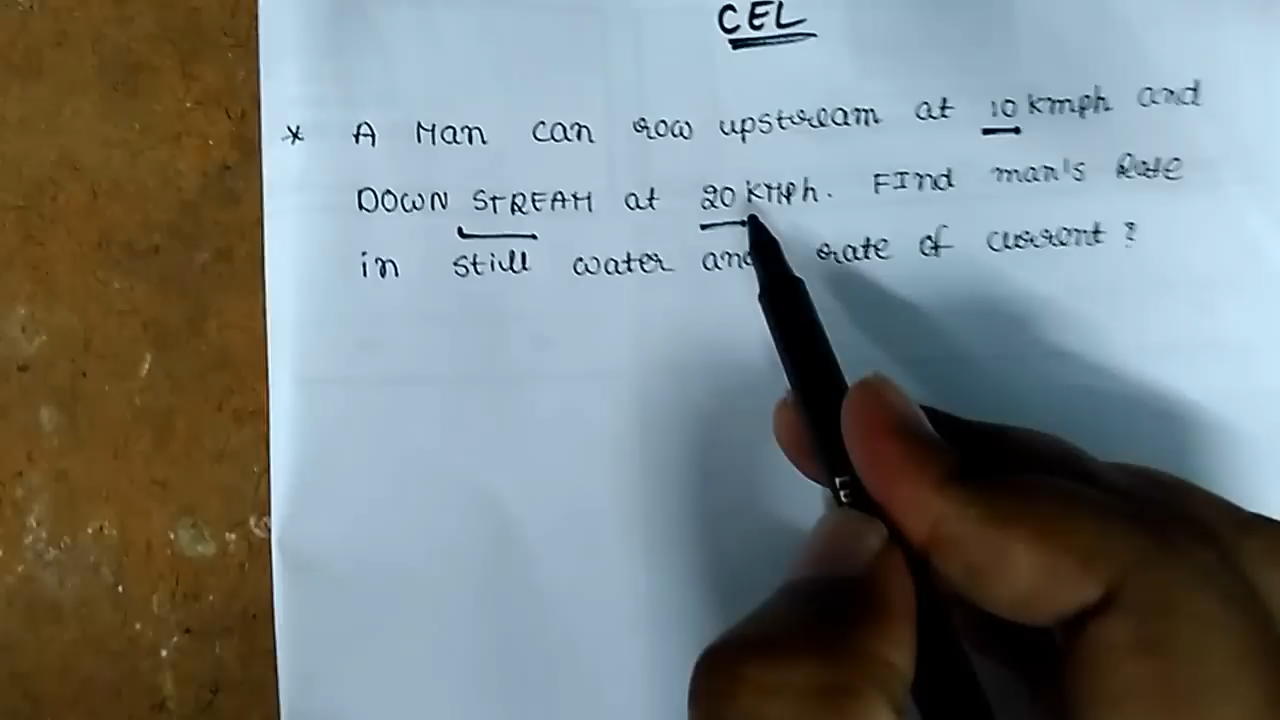 CEL
* A Man can row upstream at 10 kmph and
DOWN STREAM at 20 KMPh. FInd man's Rate
in still water and rate of current ?